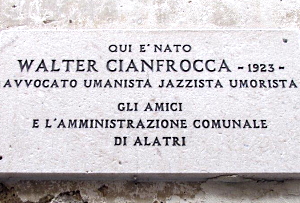 QUI E' NATO
WALTER CIANFROCCA - 1923 -
AVVOCATO UMANISTA JAZZISTA UMORISTA
GLI AMICI
E L'AMMINISTRAZIONE COMUNALE
DI ALATRI